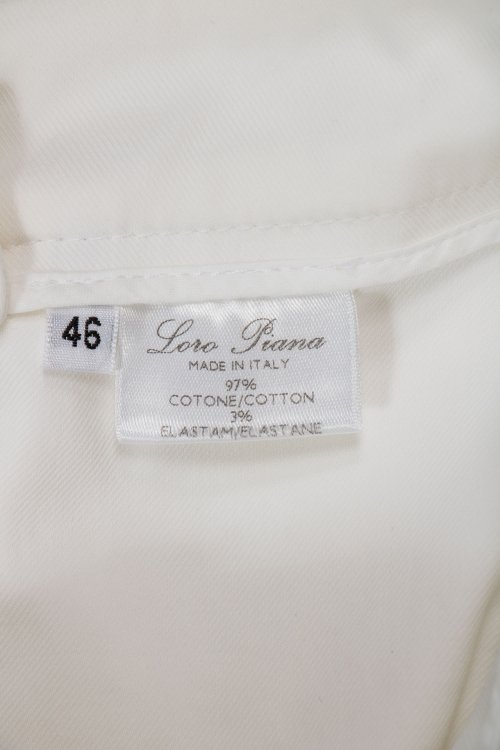 46
Loro Piana
MADE IN ITALY
97%
COTONE/COTTON
3%
ELASTAM/ELASTANE